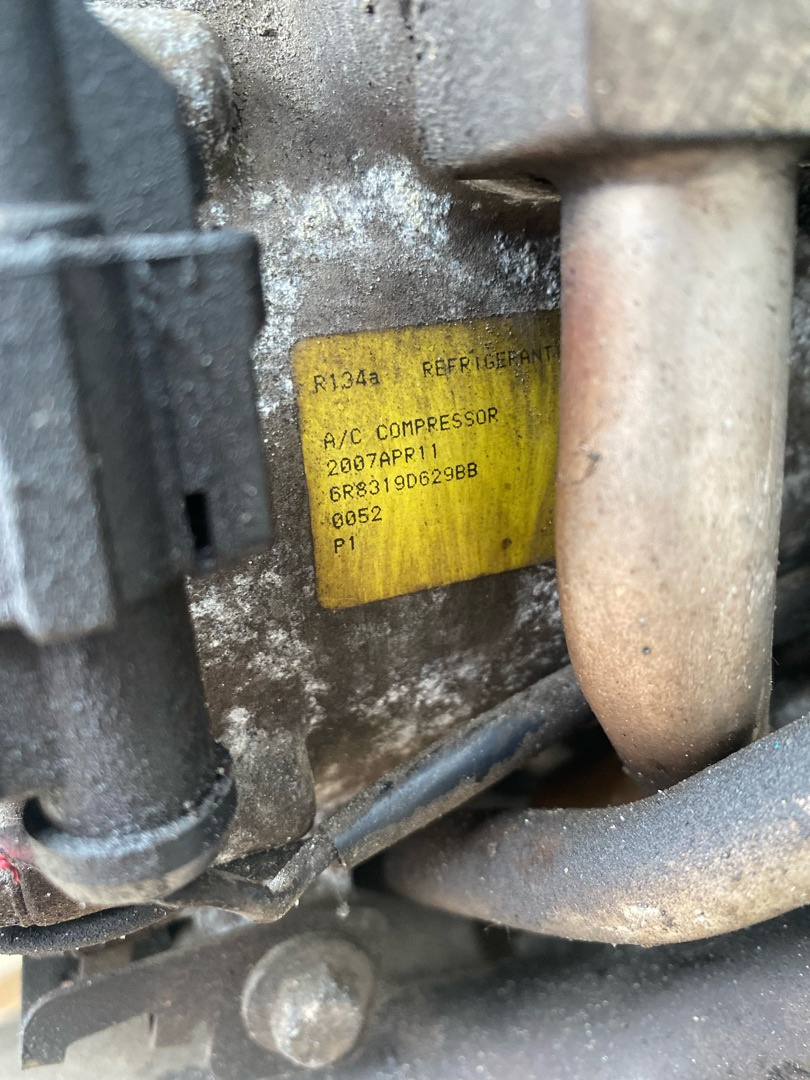 R134a REFRIGERANT
A/C COMPRESSOR
2007APR11
6R8319D629BB
0052
P1